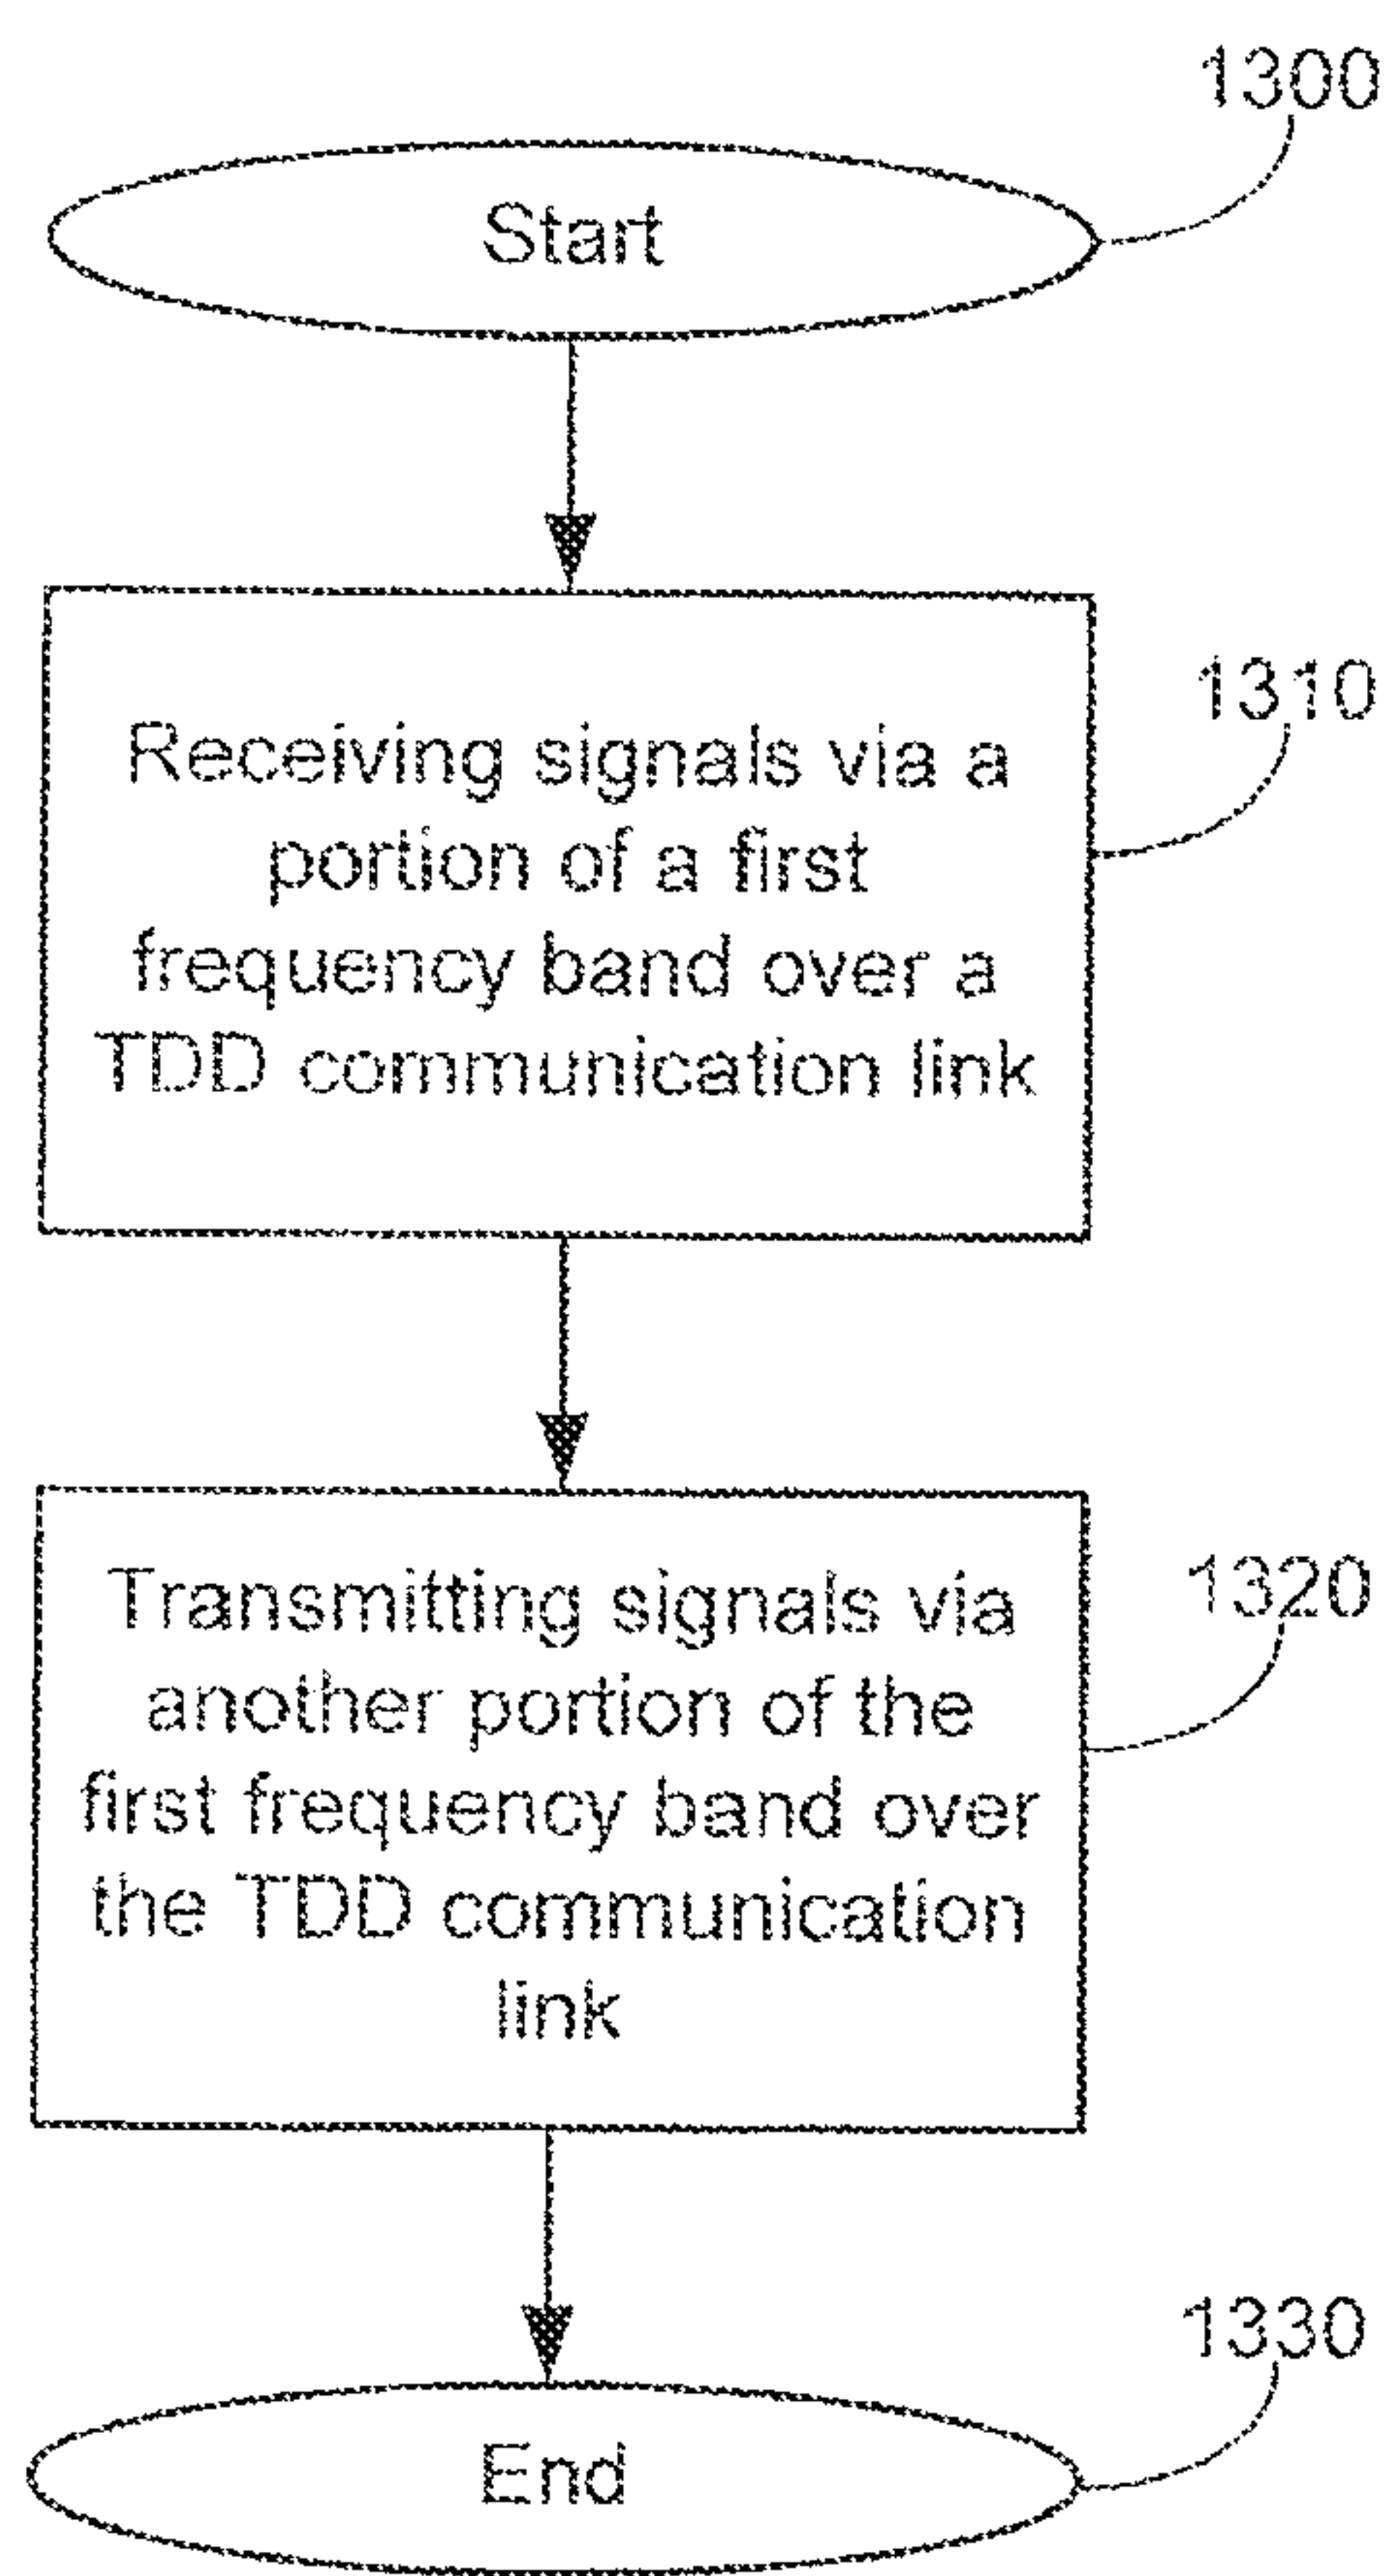 1300
Start
1310
Receiving signals via a
portion of a first
frequency band over a
TDD communication link
1320
Transmitting signals via
another portion of the
first frequency band over
the TDD communication
link
1330
End